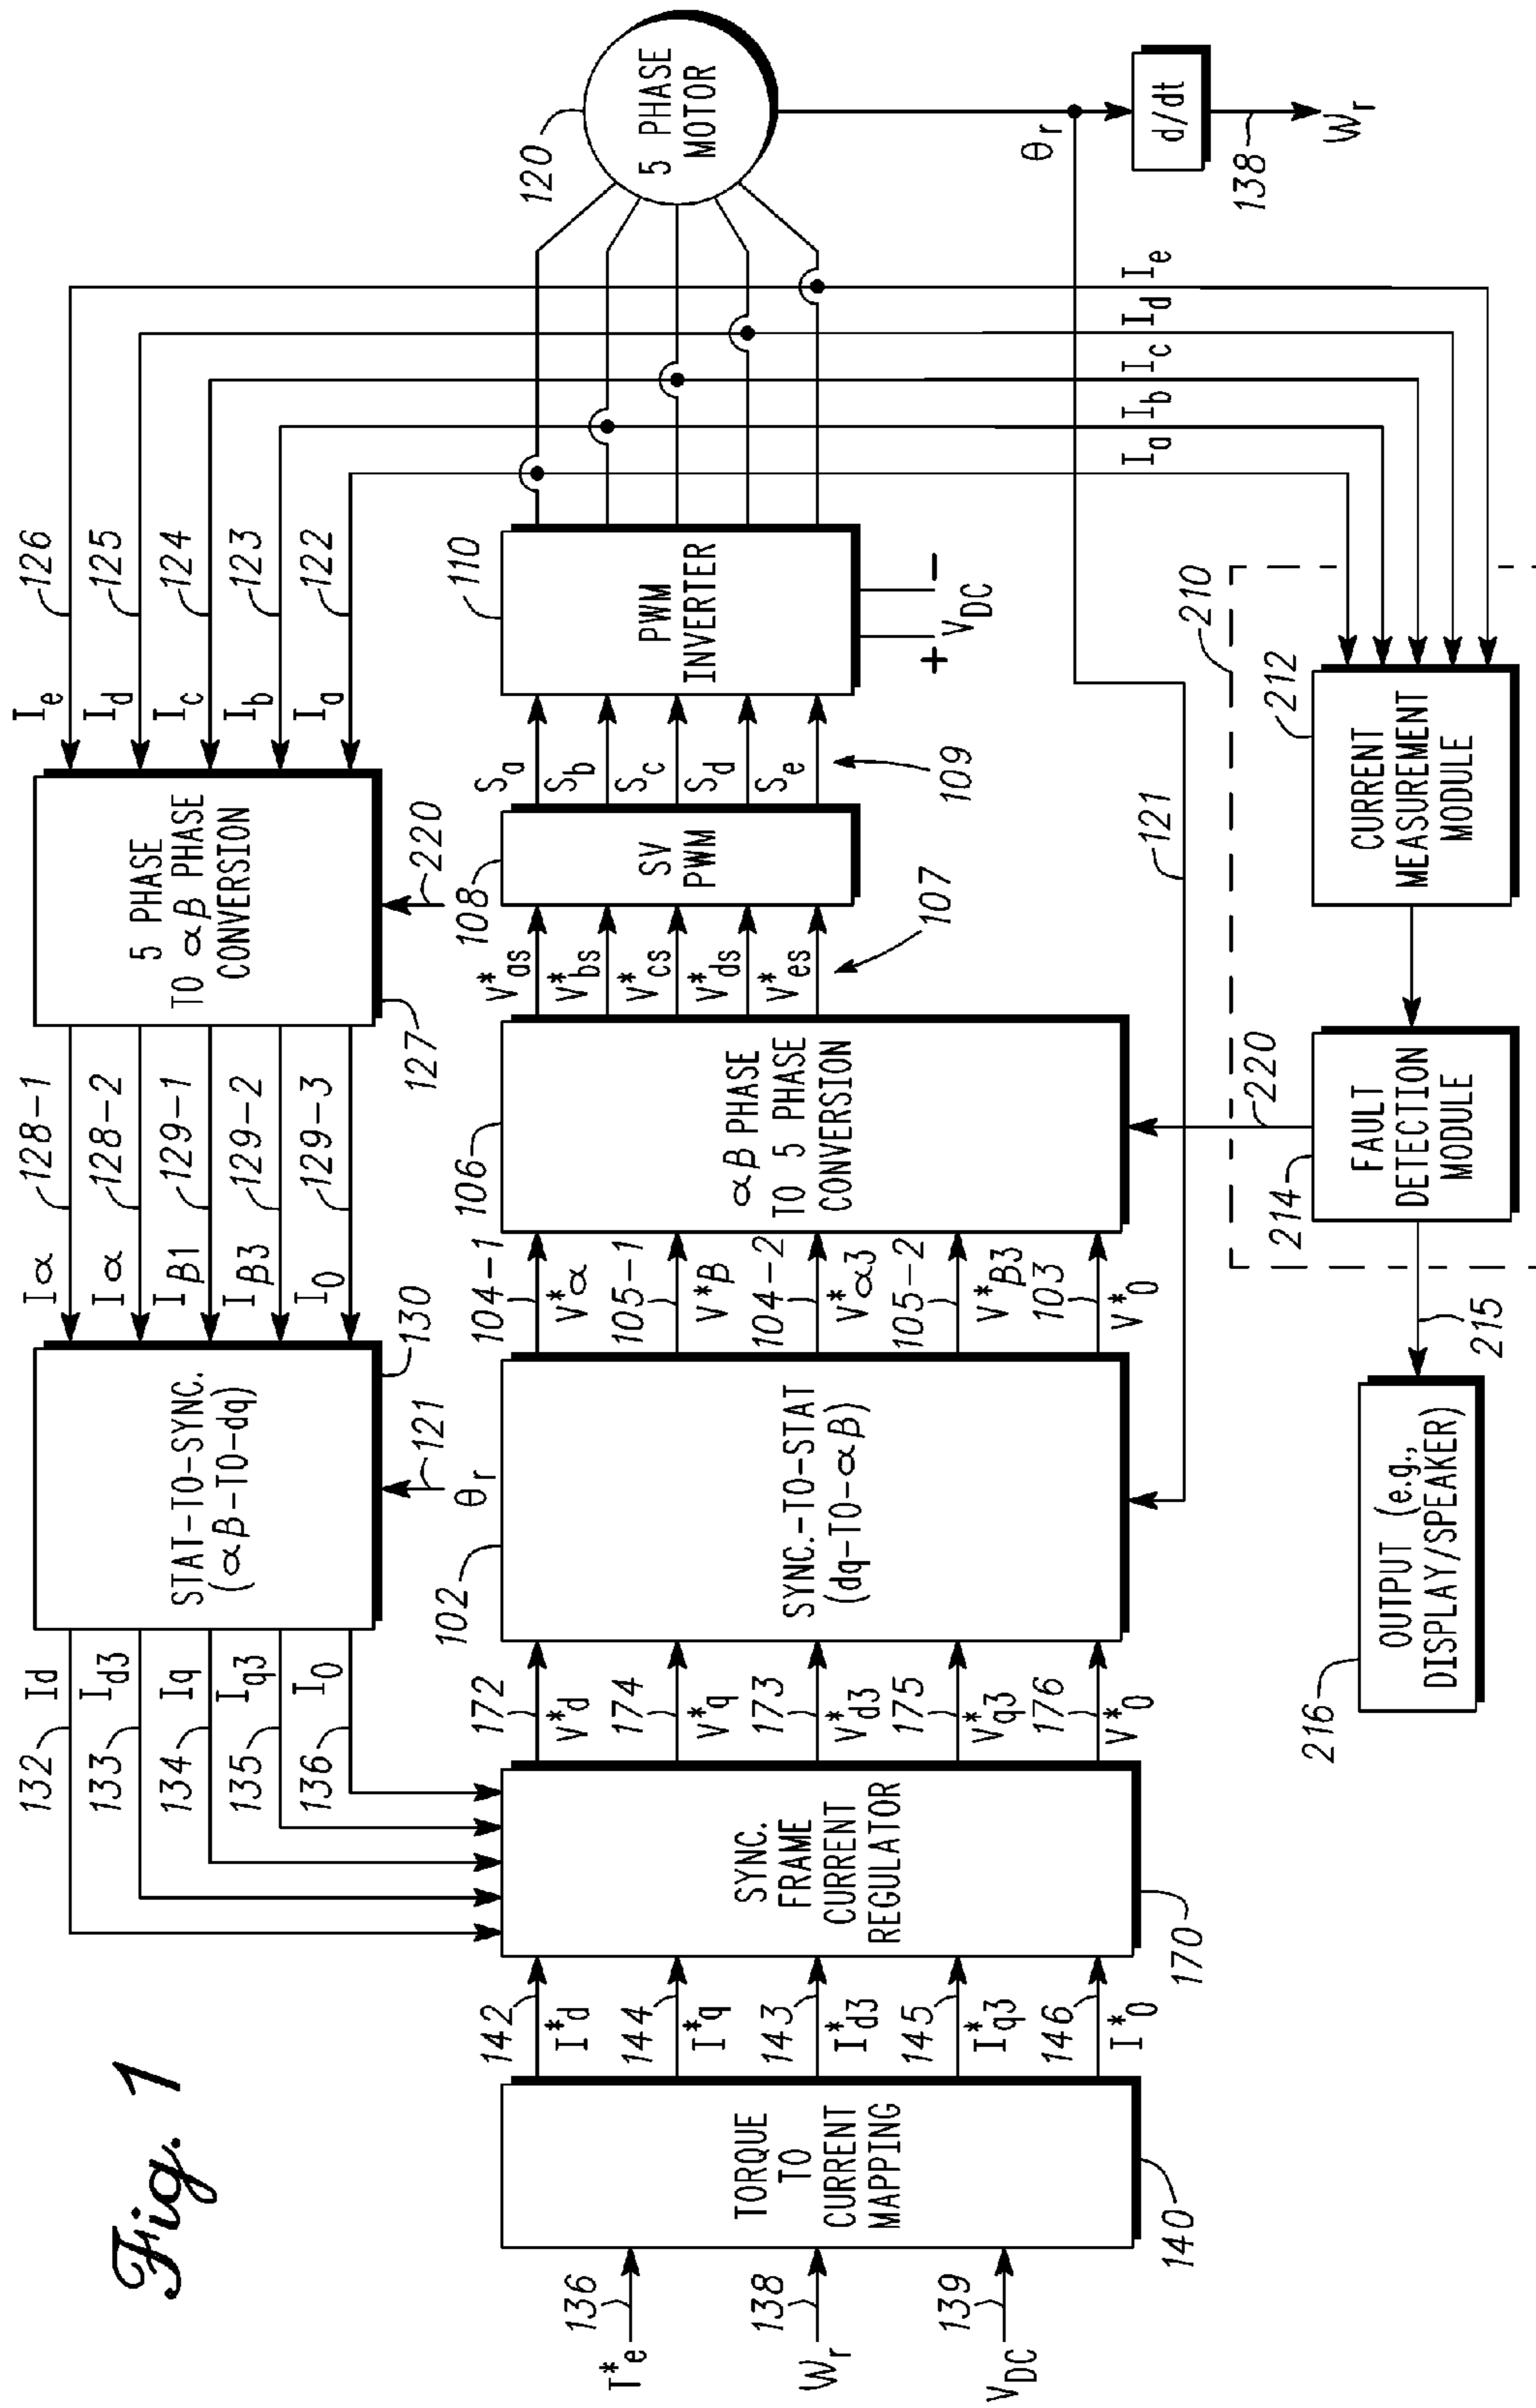 Fig. 1
T*e
136
Wr
138
VDC
139
TORQUE
TO
CURRENT
MAPPING
140
142
I*d
144
I*q
143
I*d3
145
I*q3
146
I*0
SYNC.
FRAME
CURRENT
REGULATOR
170
132
Id
133
Id3
134
Iq
135
Iq3
136
I0
172
V*d
174
V*q
173
V*d3
175
V*q3
176
V*0
STAT-TO-SYNC.
(αβ-TO-dq)
130
121
θr
102
SYNC.-TO-STAT
(dq-TO-αβ)
Iα
128-1
Iα
128-2
Iβ1
129-1
Iβ3
129-2
I0
129-3
104-1
V*α
105-1
V*β
104-2
V*α3
105-2
V*β3
103
V*0
5 PHASE
TO αβ PHASE
CONVERSION
127
220
106
αβ PHASE
TO 5 PHASE
CONVERSION
V*as
V*bs
V*cs
V*ds
V*es
107
108
SV
PWM
Sa
Sb
Sc
Sd
Se
109
Ie
126
Id
125
Ic
124
Ib
123
Ia
122
110
PWM
INVERTER
+ −
VDC
120
5 PHASE
MOTOR
θr
d/dt
138
Wr
Ia
Ib
Ic
Id
Ie
121
210
212
CURRENT
MEASUREMENT
MODULE
220
214
FAULT
DETECTION
MODULE
215
216
OUTPUT (e.g.,
DISPLAY/SPEAKER)